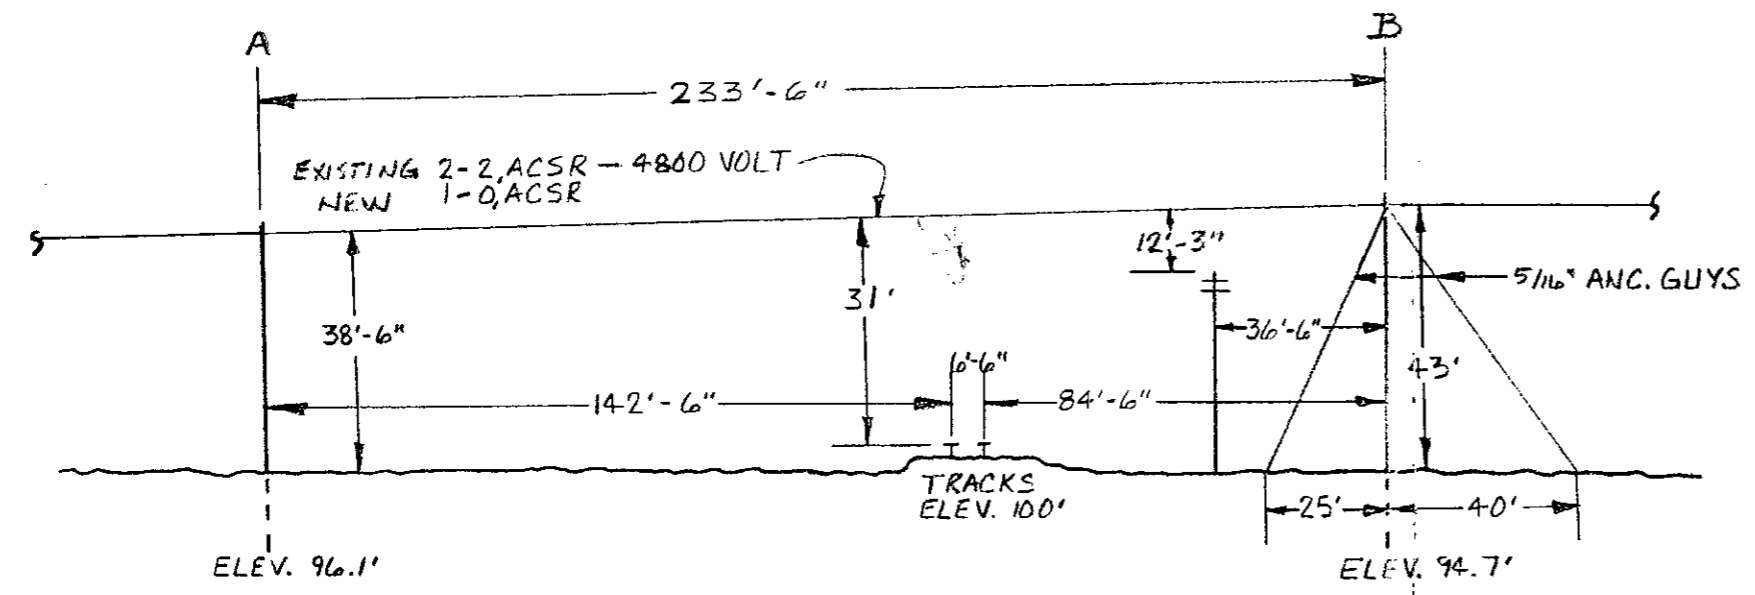 A
B
233'-6"
EXISTING 2-2,ACSR — 4800 VOLT
NEW 1-0,ACSR
12'-3"
5/16" ANC. GUYS
31'
38'-6"
36'-6"
6'-6"
43'
142'-6"
84'-6"
TRACKS
ELEV. 100'
25'
40'
ELEV. 96.1'
ELEV. 94.7'